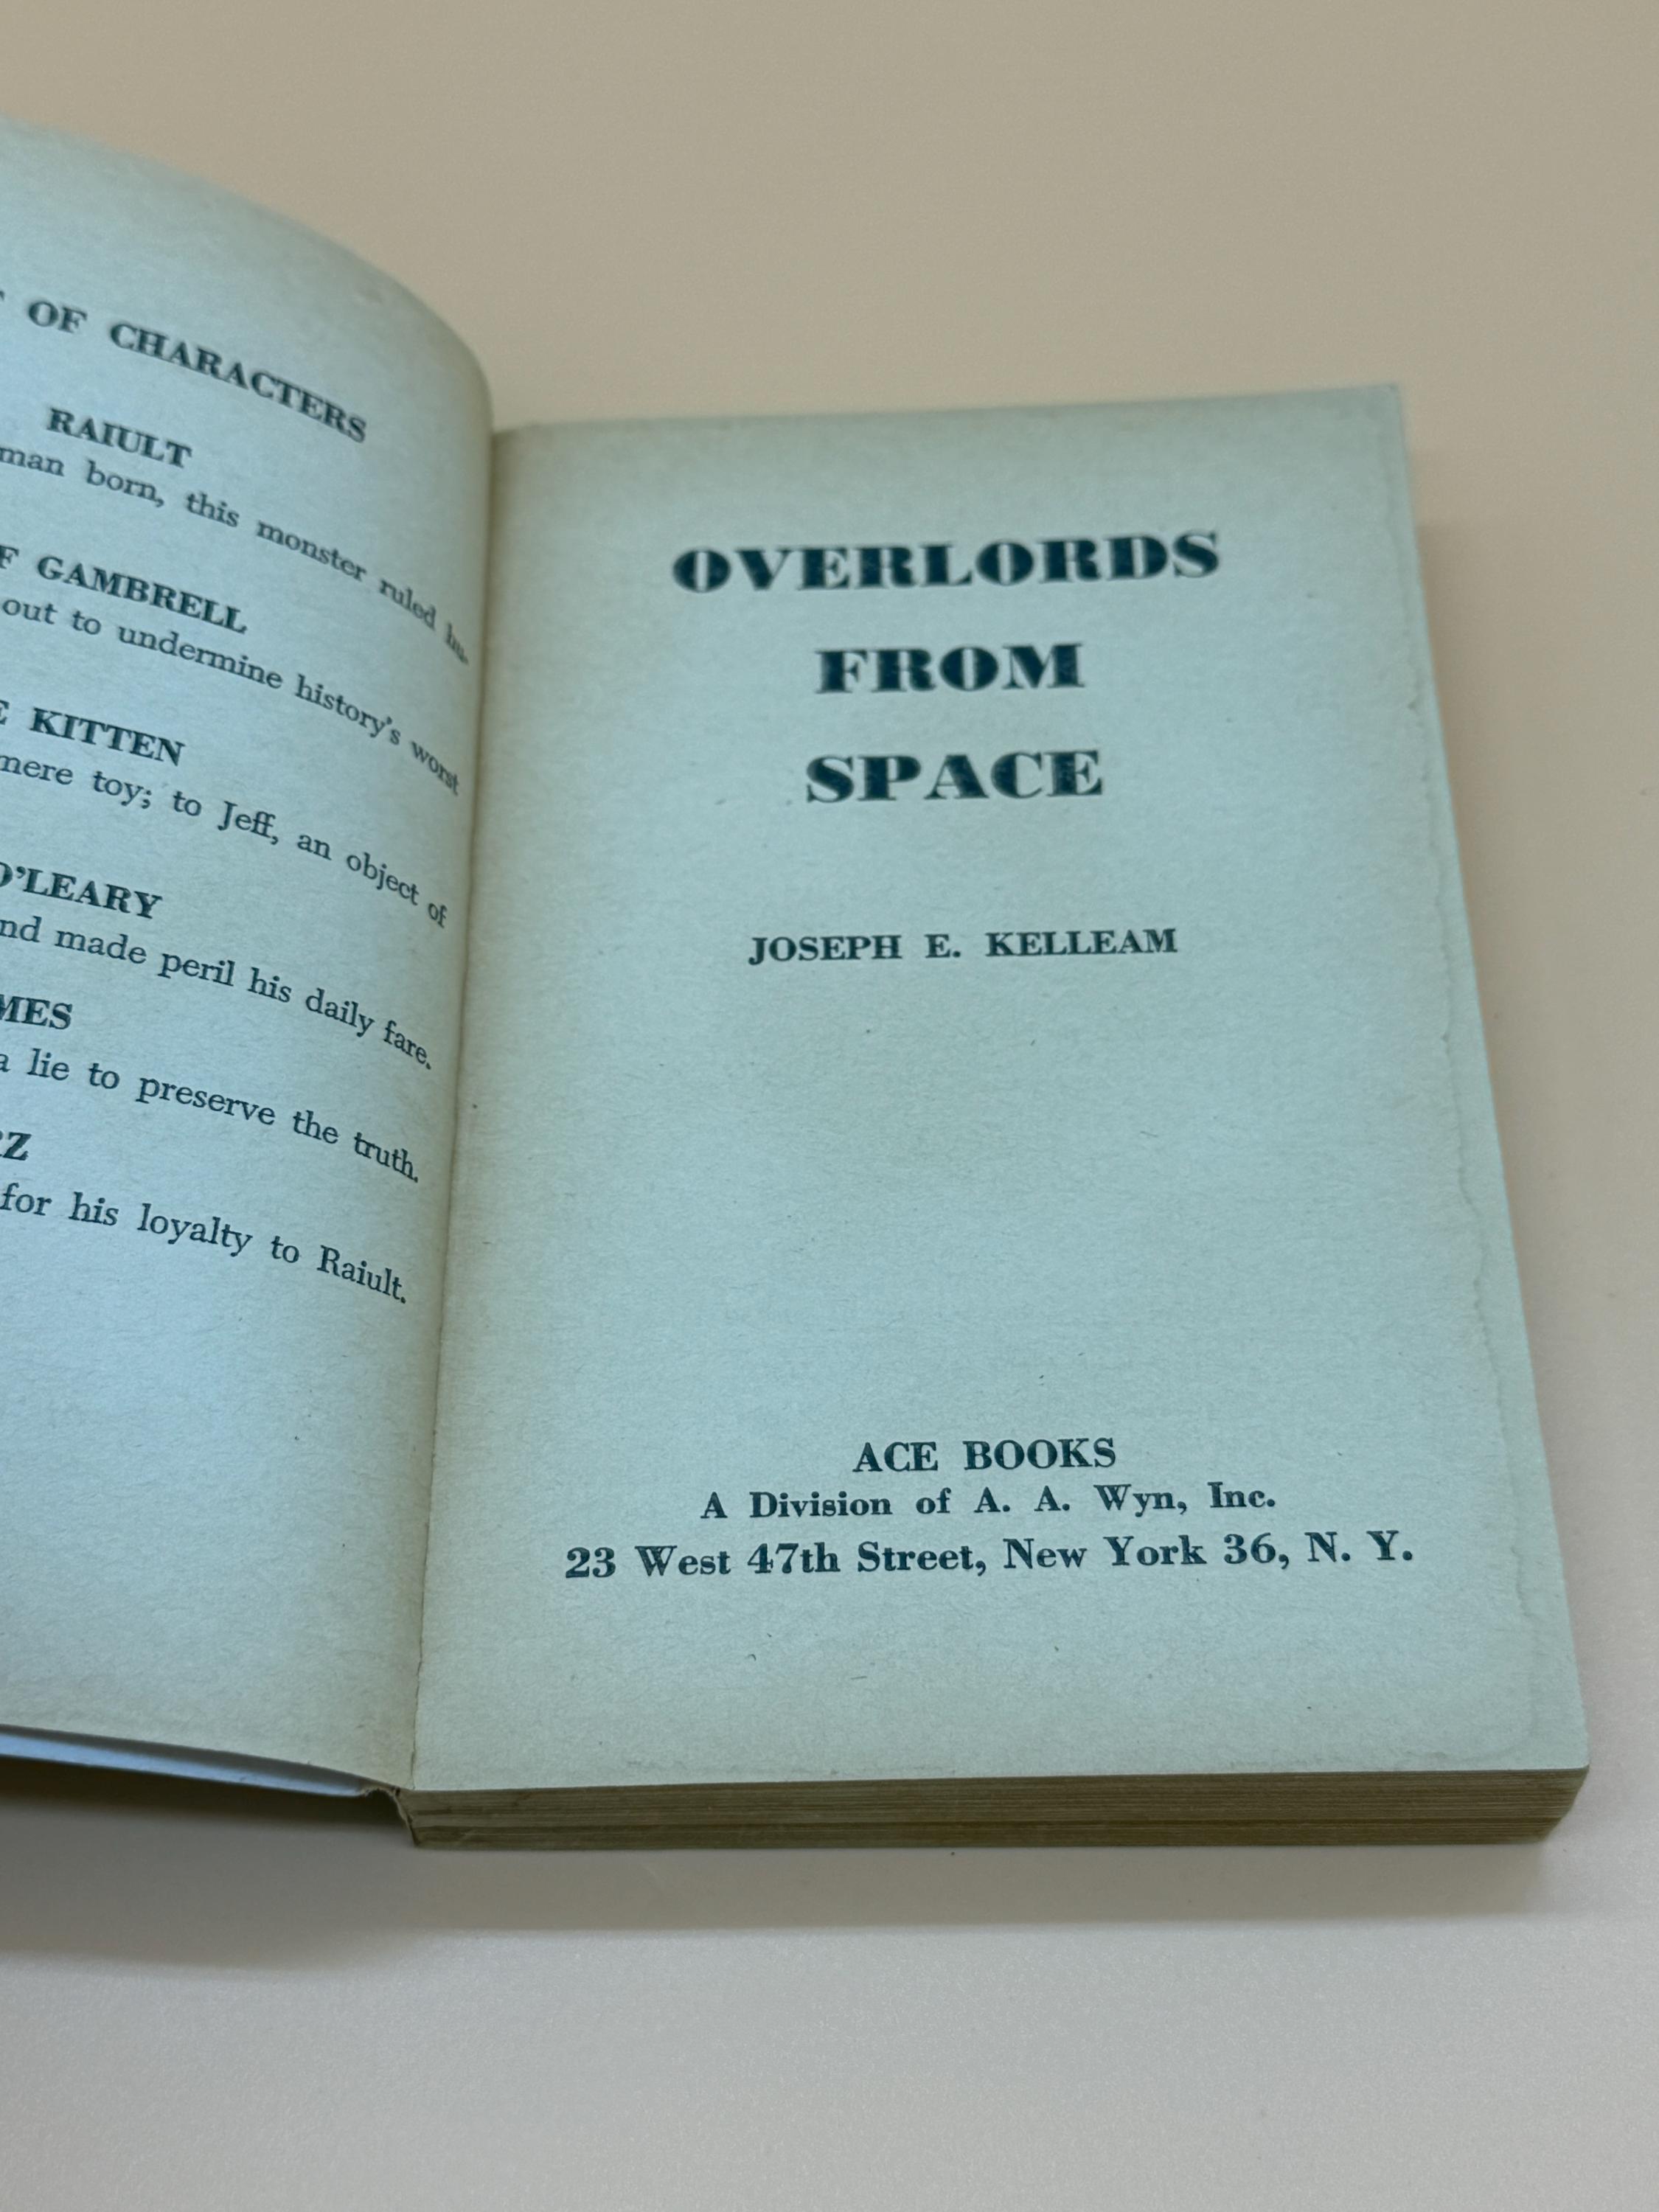 OF CHARACTERS
RAIULT
man born, this monster ruled hu-
GAMBRELL
out to undermine history's worst
KITTEN
mere toy; to Jeff, an object of
O'LEARY
nd made peril his daily fare.
MES
a lie to preserve the truth.
RZ
for his loyalty to Raiult.
OVERLORDS
FROM
SPACE
JOSEPH E. KELLEAM
ACE BOOKS
A Division of A. A. Wyn, Inc.
23 West 47th Street, New York 36, N. Y.